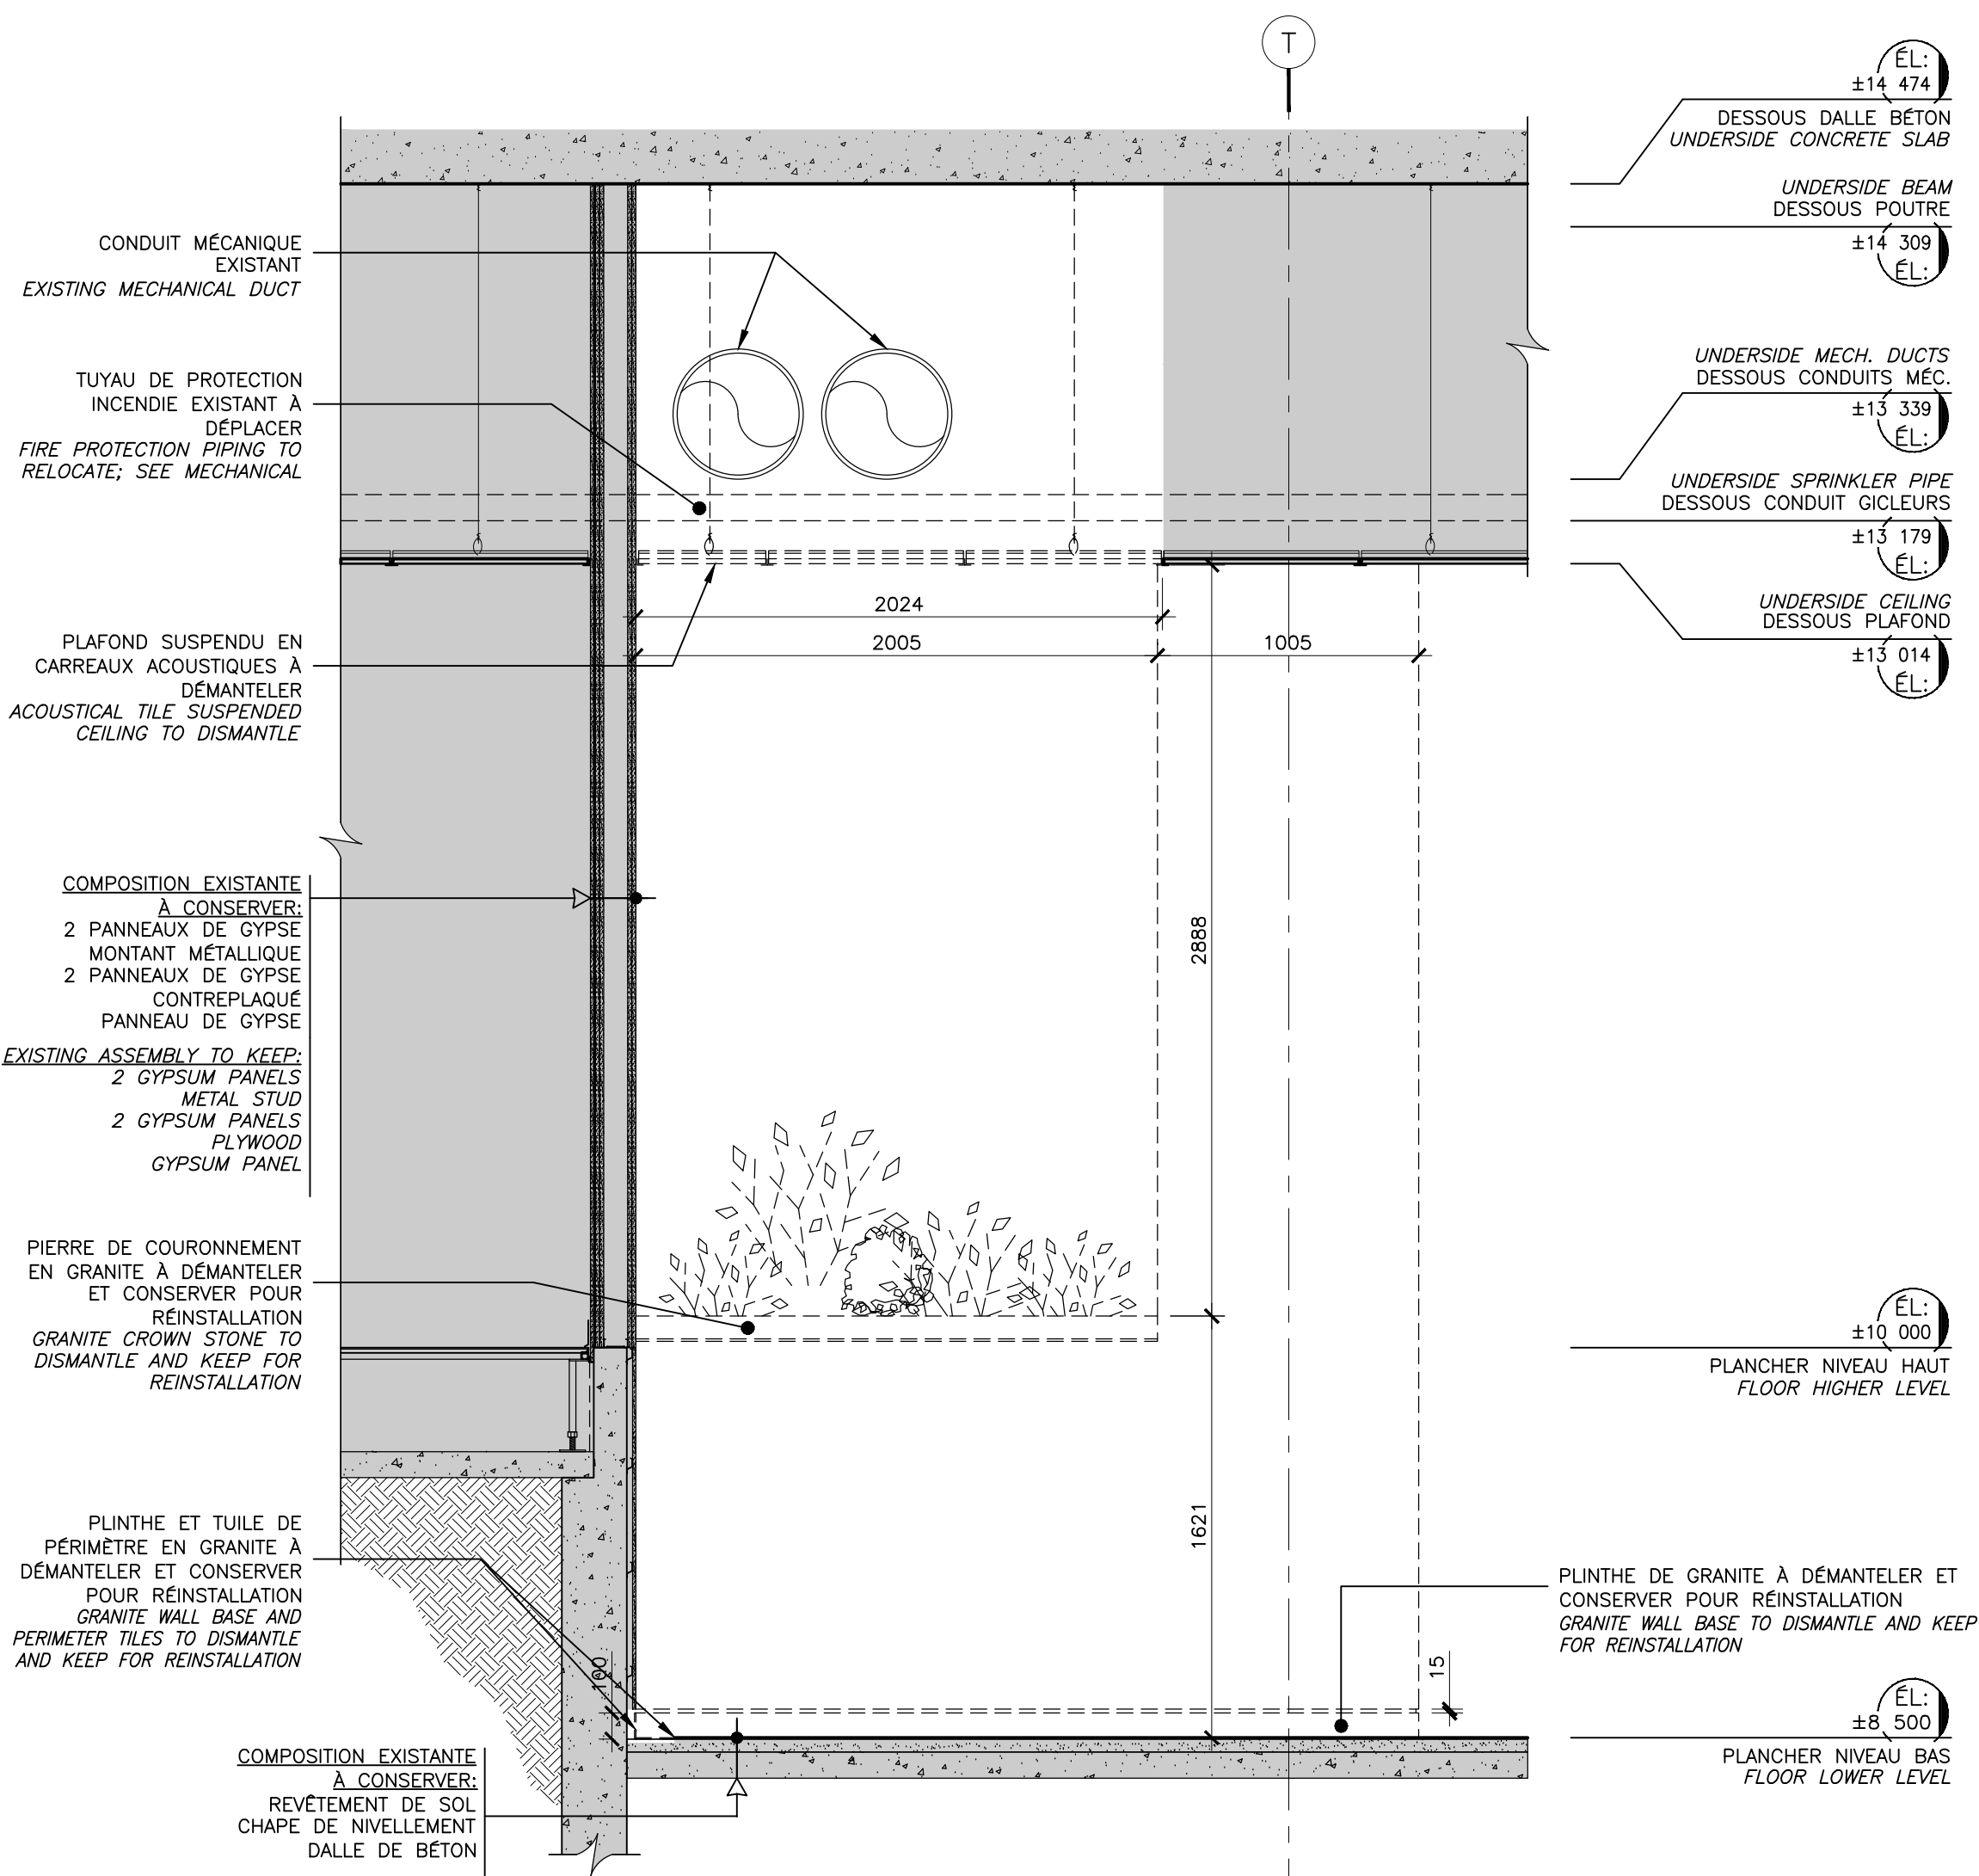 T
CONDUIT MÉCANIQUE
EXISTANT
EXISTING MECHANICAL DUCT
TUYAU DE PROTECTION
INCENDIE EXISTANT À
DÉPLACER
FIRE PROTECTION PIPING TO
RELOCATE; SEE MECHANICAL
PLAFOND SUSPENDU EN
CARREAUX ACOUSTIQUES À
DÉMANTELER
ACOUSTICAL TILE SUSPENDED
CEILING TO DISMANTLE
COMPOSITION EXISTANTE
À CONSERVER:
2 PANNEAUX DE GYPSE
MONTANT MÉTALLIQUE
2 PANNEAUX DE GYPSE
CONTREPLAQUÉ
PANNEAU DE GYPSE
EXISTING ASSEMBLY TO KEEP:
2 GYPSUM PANELS
METAL STUD
2 GYPSUM PANELS
PLYWOOD
GYPSUM PANEL
PIERRE DE COURONNEMENT
EN GRANITE À DÉMANTELER
ET CONSERVER POUR
RÉINSTALLATION
GRANITE CROWN STONE TO
DISMANTLE AND KEEP FOR
REINSTALLATION
PLINTHE ET TUILE DE
PÉRIMÈTRE EN GRANITE À
DÉMANTELER ET CONSERVER
POUR RÉINSTALLATION
GRANITE WALL BASE AND
PERIMETER TILES TO DISMANTLE
AND KEEP FOR REINSTALLATION
COMPOSITION EXISTANTE
À CONSERVER:
REVÊTEMENT DE SOL
CHAPE DE NIVELLEMENT
DALLE DE BÉTON
2024
2005
1005
2888
1621
100
15
ÉL:
±14 474
DESSOUS DALLE BÉTON
UNDERSIDE CONCRETE SLAB
UNDERSIDE BEAM
DESSOUS POUTRE
±14 309
ÉL:
UNDERSIDE MECH. DUCTS
DESSOUS CONDUITS MÉC.
±13 339
ÉL:
UNDERSIDE SPRINKLER PIPE
DESSOUS CONDUIT GICLEURS
±13 179
ÉL:
UNDERSIDE CEILING
DESSOUS PLAFOND
±13 014
ÉL:
ÉL:
±10 000
PLANCHER NIVEAU HAUT
FLOOR HIGHER LEVEL
PLINTHE DE GRANITE À DÉMANTELER ET
CONSERVER POUR RÉINSTALLATION
GRANITE WALL BASE TO DISMANTLE AND KEEP
FOR REINSTALLATION
ÉL:
±8 500
PLANCHER NIVEAU BAS
FLOOR LOWER LEVEL